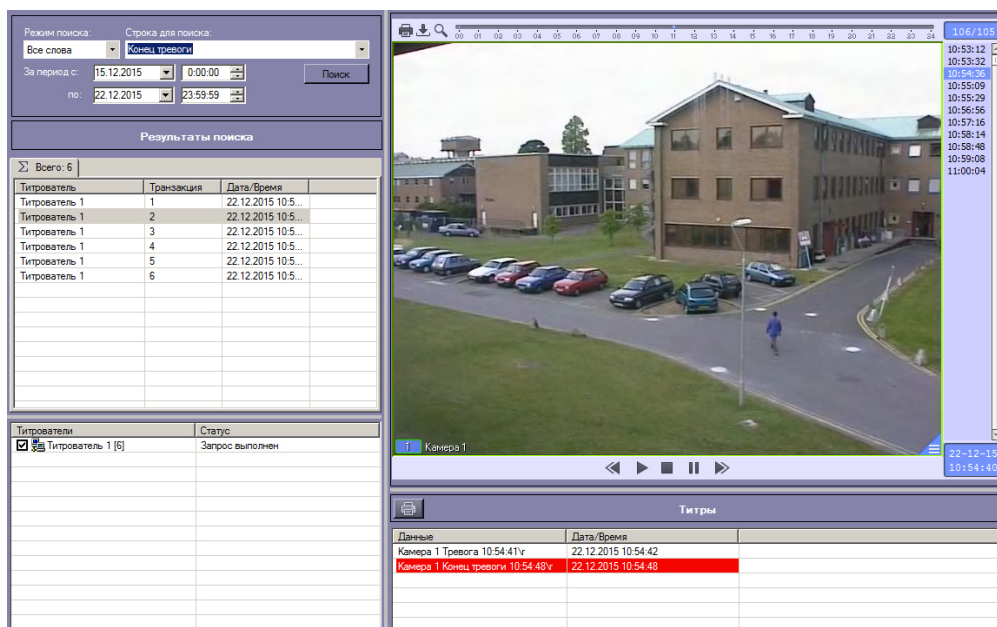 Режим поиска: Строка для поиска:
Все слова Конец тревоги
За период с: 15.12.2015 0:00:00 Поиск
по: 22.12.2015 23:59:59
Результаты поиска
Σ Всего: 6
Титрователь Транзакция Дата/Время
Титрователь 1 1 22.12.2015 10:5...
Титрователь 1 2 22.12.2015 10:5...
Титрователь 1 3 22.12.2015 10:5...
Титрователь 1 4 22.12.2015 10:5...
Титрователь 1 5 22.12.2015 10:5...
Титрователь 1 6 22.12.2015 10:5...
Титрователи Статус
Титрователь 1 [6] Запрос выполнен
00 01 02 03 04 05 06 07 08 09 10 11 12 13 14 15 16 17 18 19 20 21 22 23 24
106/105
10:53:12
10:53:32
10:54:36
10:55:09
10:55:29
10:56:56
10:57:16
10:58:14
10:58:48
10:59:08
11:00:04
1 Камера 1
22-12-15
10:54:40
Титры
Данные Дата/Время
Камера 1 Тревога 10:54:41\r 22.12.2015 10:54:42
Камера 1 Конец тревоги 10:54:48\r 22.12.2015 10:54:48